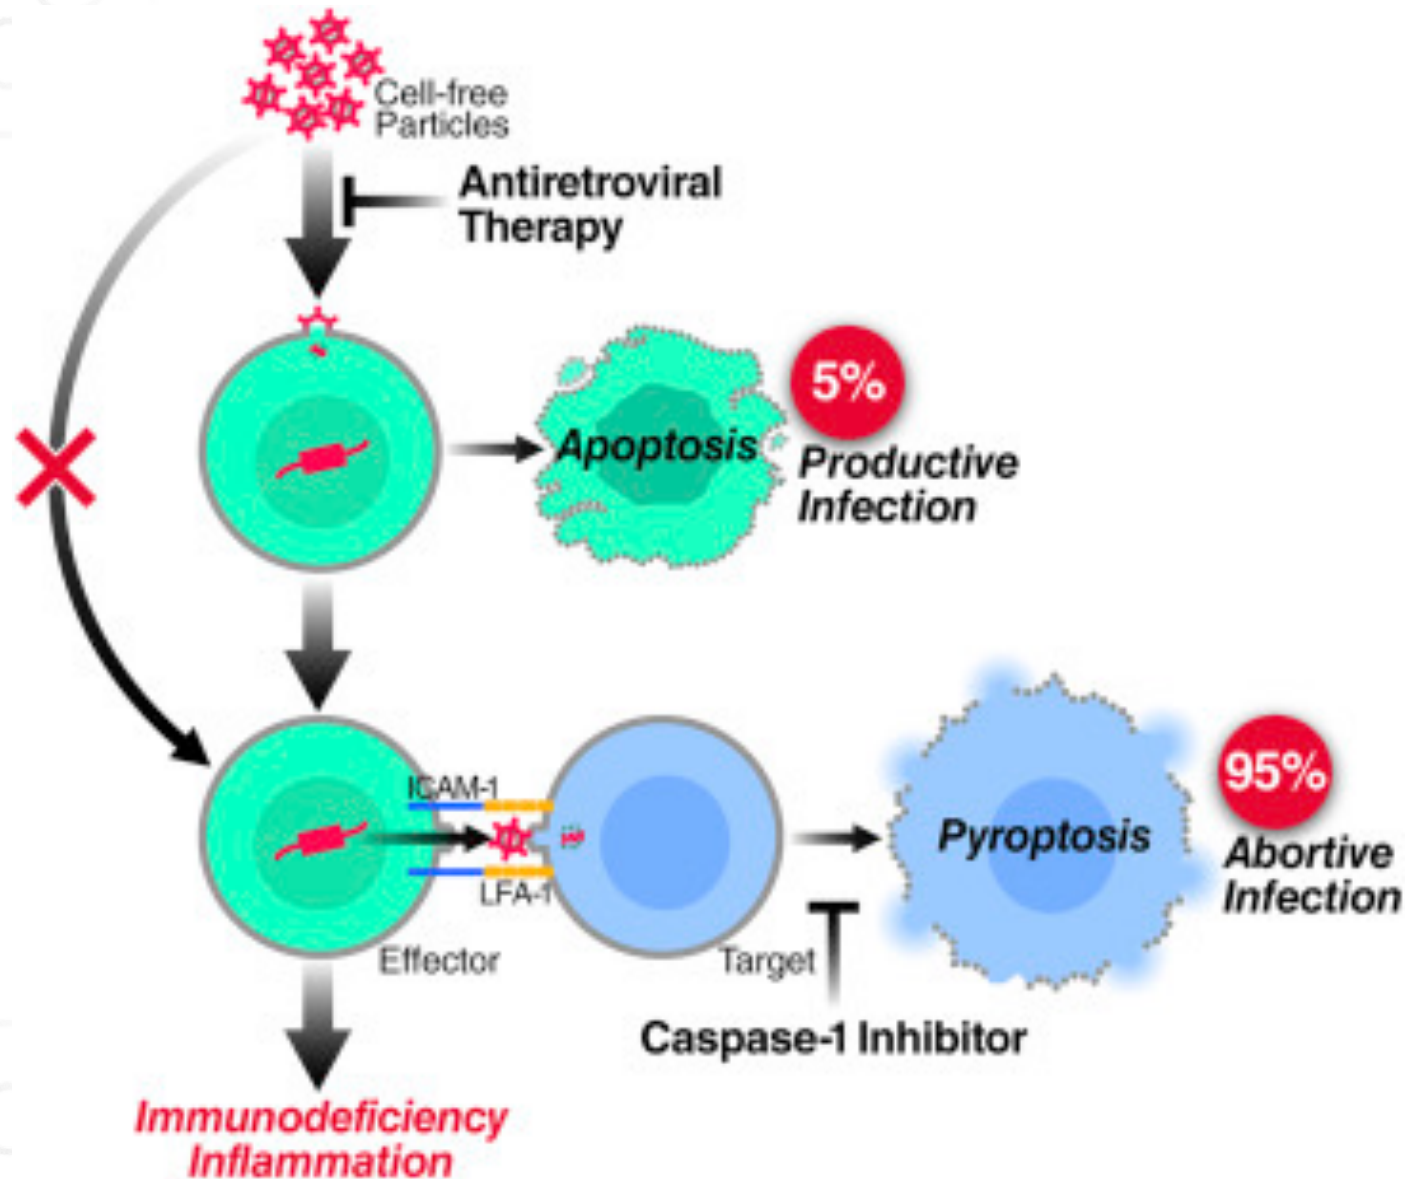 Cell-free
Particles
Antiretroviral
Therapy
Apoptosis
5%
Productive
Infection
ICAM-1
LFA-1
Effector
Target
Pyroptosis
95%
Abortive
Infection
Caspase-1 Inhibitor
Immunodeficiency
Inflammation